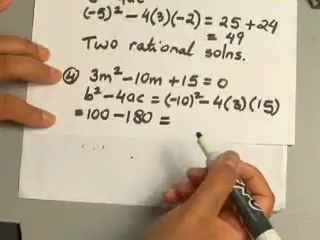 (-5)² - 4(3)(-2) = 25 + 24
= 49
Two rational solns.
④ 3m² - 10m + 15 = 0
b² - 4ac = (-10)² - 4(3)(15)
= 100 - 180 =